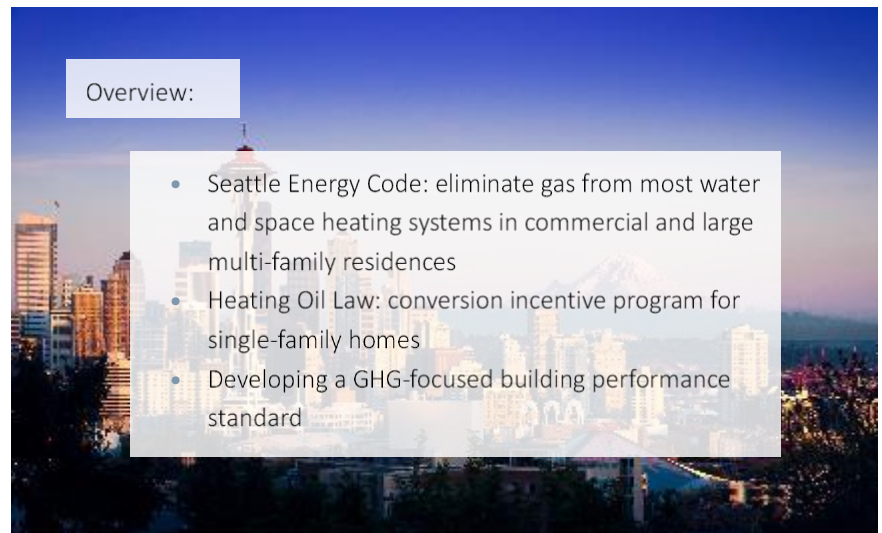 Overview:
• Seattle Energy Code: eliminate gas from most water
and space heating systems in commercial and large
multi-family residences
• Heating Oil Law: conversion incentive program for
single-family homes
• Developing a GHG-focused building performance
standard